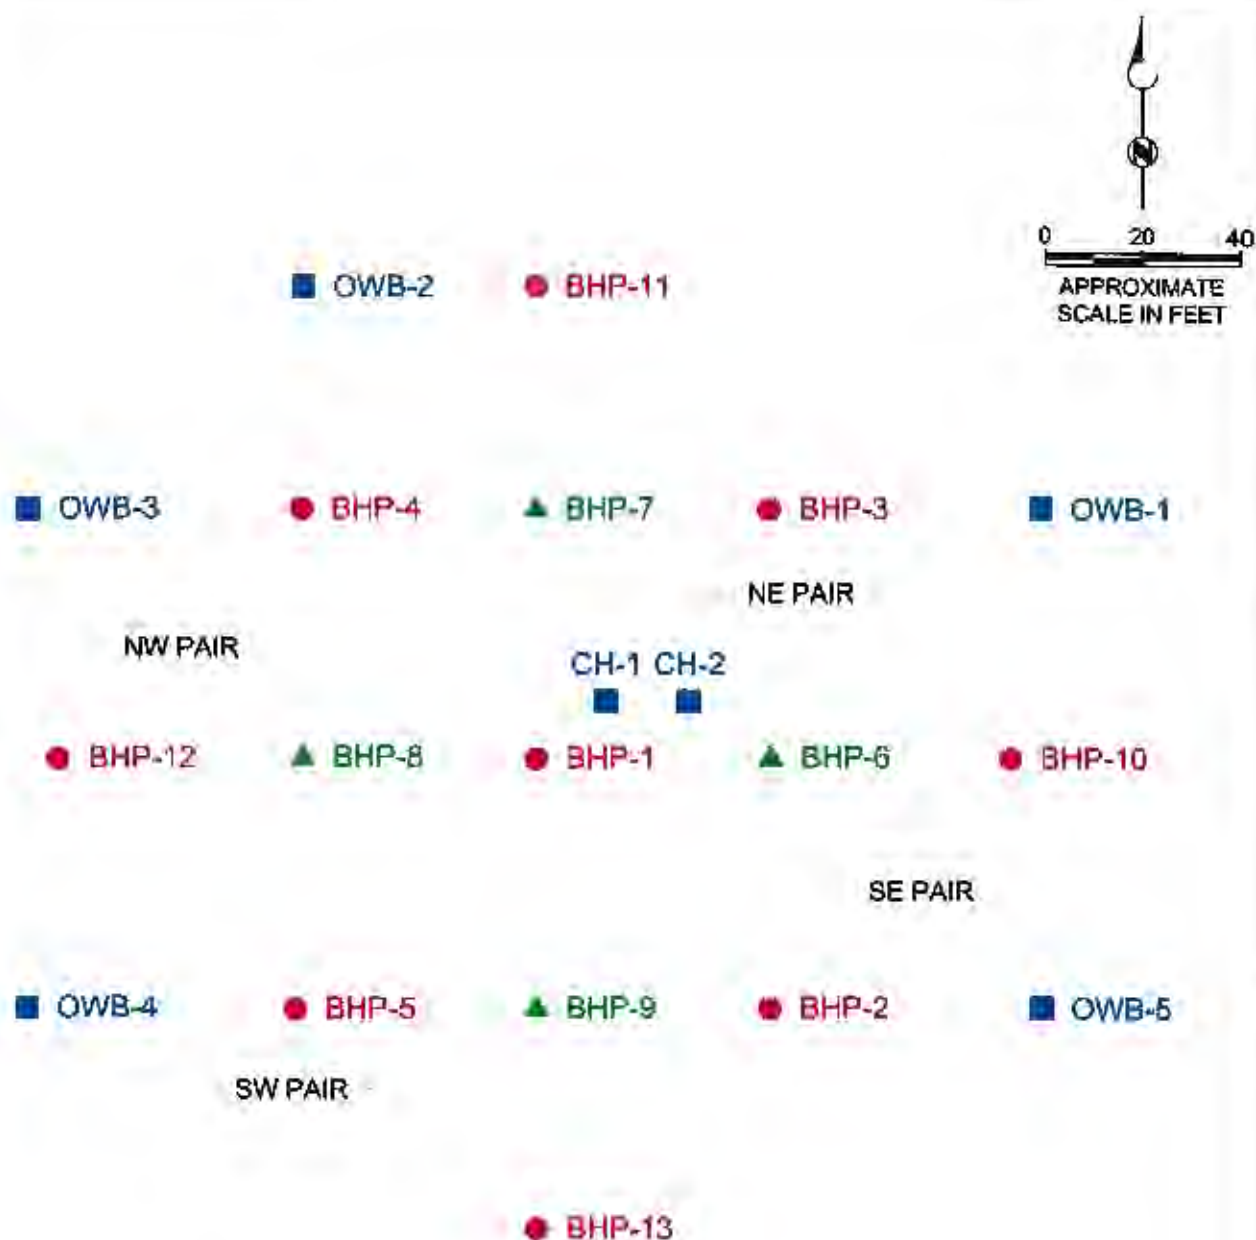 N
0 20 40
APPROXIMATE
SCALE IN FEET
OWB-2 BHP-11
OWB-3 BHP-4 BHP-7 BHP-3 OWB-1
NE PAIR
NW PAIR
CH-1 CH-2
BHP-12 BHP-8 BHP-1 BHP-6 BHP-10
SE PAIR
OWB-4 BHP-5 BHP-9 BHP-2 OWB-5
SW PAIR
BHP-13